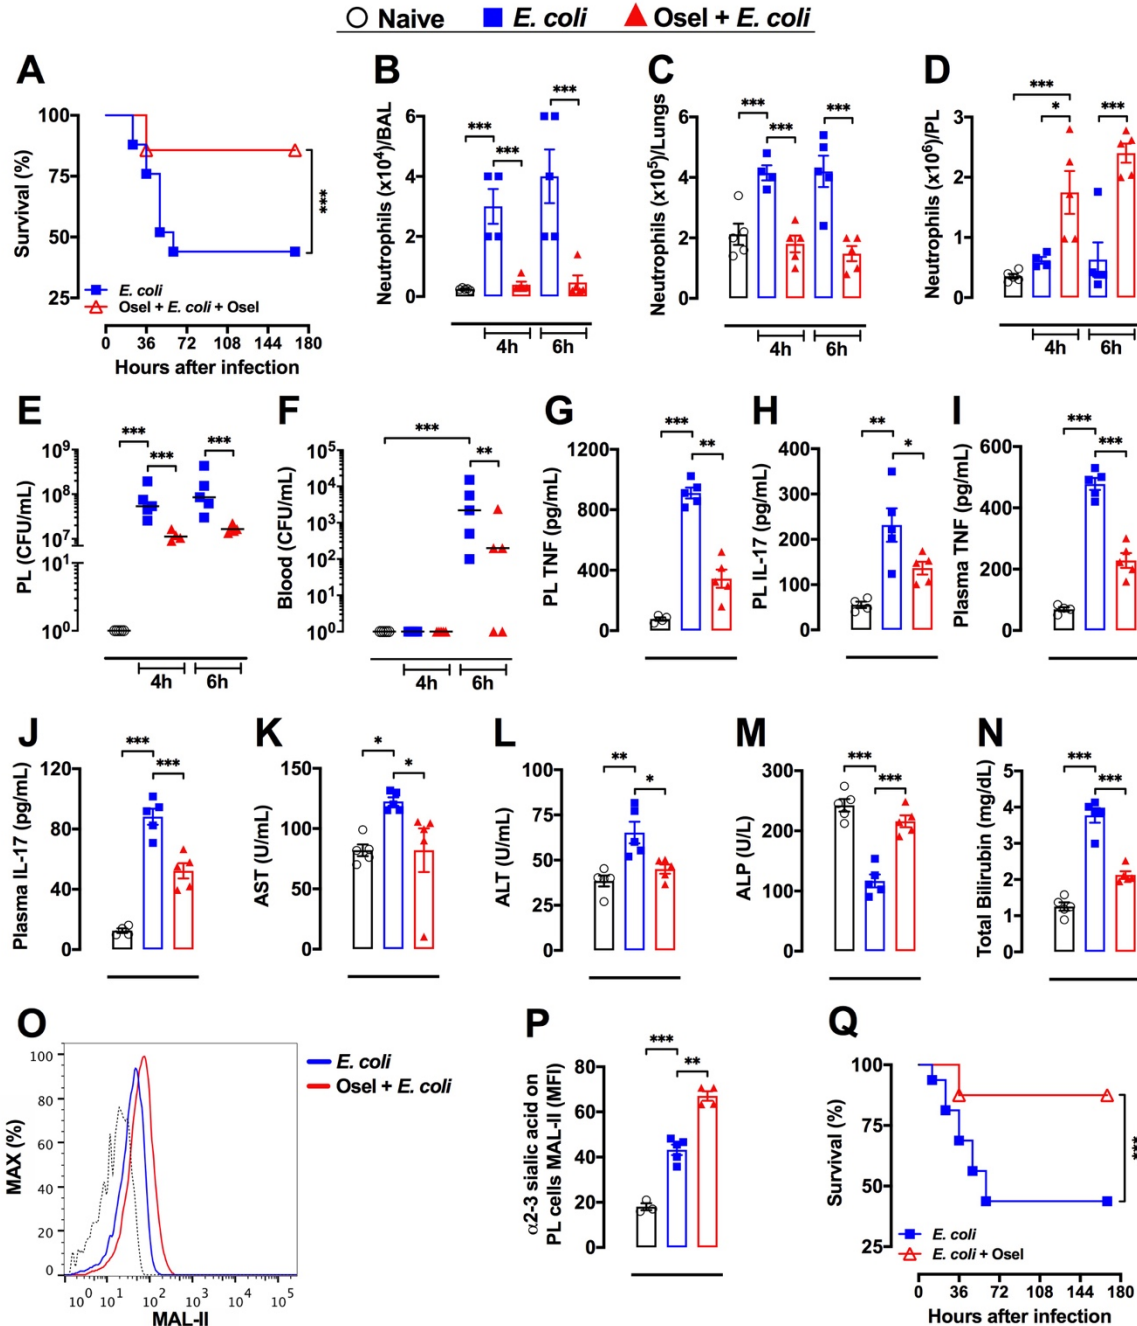 Naive E. coli Osel + E. coli
A
100
75
50
25
Survival (%)
E. coli
Osel + E. coli + Osel
0 36 72 108 144 180
Hours after infection
***
B
Neutrophils (x10⁴)/BAL
6
4
2
0
*** *** ***
4h 6h
C
Neutrophils (x10⁵)/Lungs
6
4
2
0
*** *** ***
4h 6h
D
Neutrophils (x10⁶)/PL
3
2
1
0
*** * ***
4h 6h
E
PL (CFU/mL)
10⁹
10⁸
10⁷
10¹
10⁰
*** *** ***
4h 6h
F
Blood (CFU/mL)
10⁵
10⁴
10³
10²
10¹
10⁰
*** **
4h 6h
G
PL TNF (pg/mL)
1200
800
400
0
*** **
H
PL IL-17 (pg/mL)
400
300
200
100
0
** *
I
Plasma TNF (pg/mL)
600
400
200
0
*** ***
J
Plasma IL-17 (pg/mL)
120
80
40
0
*** ***
K
AST (U/mL)
150
100
50
0
* *
L
ALT (U/mL)
100
75
50
25
0
** *
M
ALP (U/L)
300
200
100
0
*** ***
N
Total Bilirubin (mg/dL)
5
4
3
2
1
0
*** ***
O
MAX (%)
100
80
60
40
20
0
10⁰ 10¹ 10² 10³ 10⁴ 10⁵
MAL-II
E. coli
Osel + E. coli
P
α2-3 sialic acid on
PL cells MAL-II (MFI)
80
60
40
20
0
*** **
Q
Survival (%)
100
75
50
25
E. coli
E. coli + Osel
0 36 72 108 144 180
Hours after infection
***